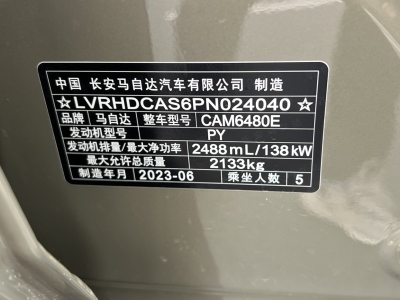 中国 长安马自达汽车有限公司 制造
☆LVRHDCAS6PN024040☆
品牌 马自达 整车型号 CAM6480E
发动机型号 PY
发动机排量/最大净功率 2488mL/138kW
最大允许总质量 2133kg
制造年月 2023-06 乘坐人数 5